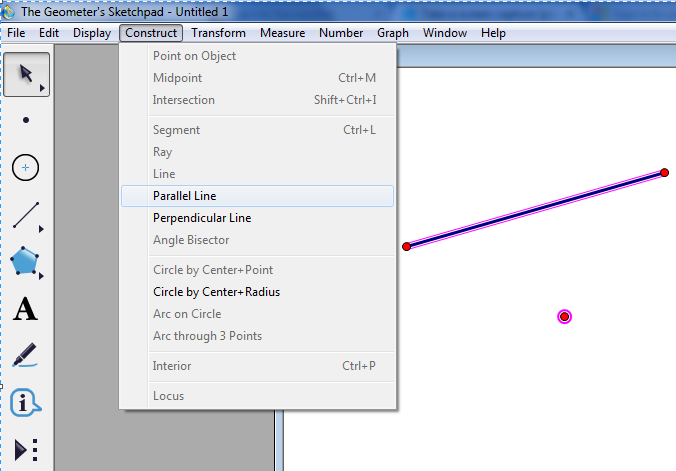 The Geometer's Sketchpad - Untitled 1
File Edit Display Construct Transform Measure Number Graph Window Help
Point on Object
Midpoint Ctrl+M
Intersection Shift+Ctrl+I
Segment Ctrl+L
Ray
Line
Parallel Line
Perpendicular Line
Angle Bisector
Circle by Center+Point
Circle by Center+Radius
Arc on Circle
Arc through 3 Points
Interior Ctrl+P
Locus
A
i